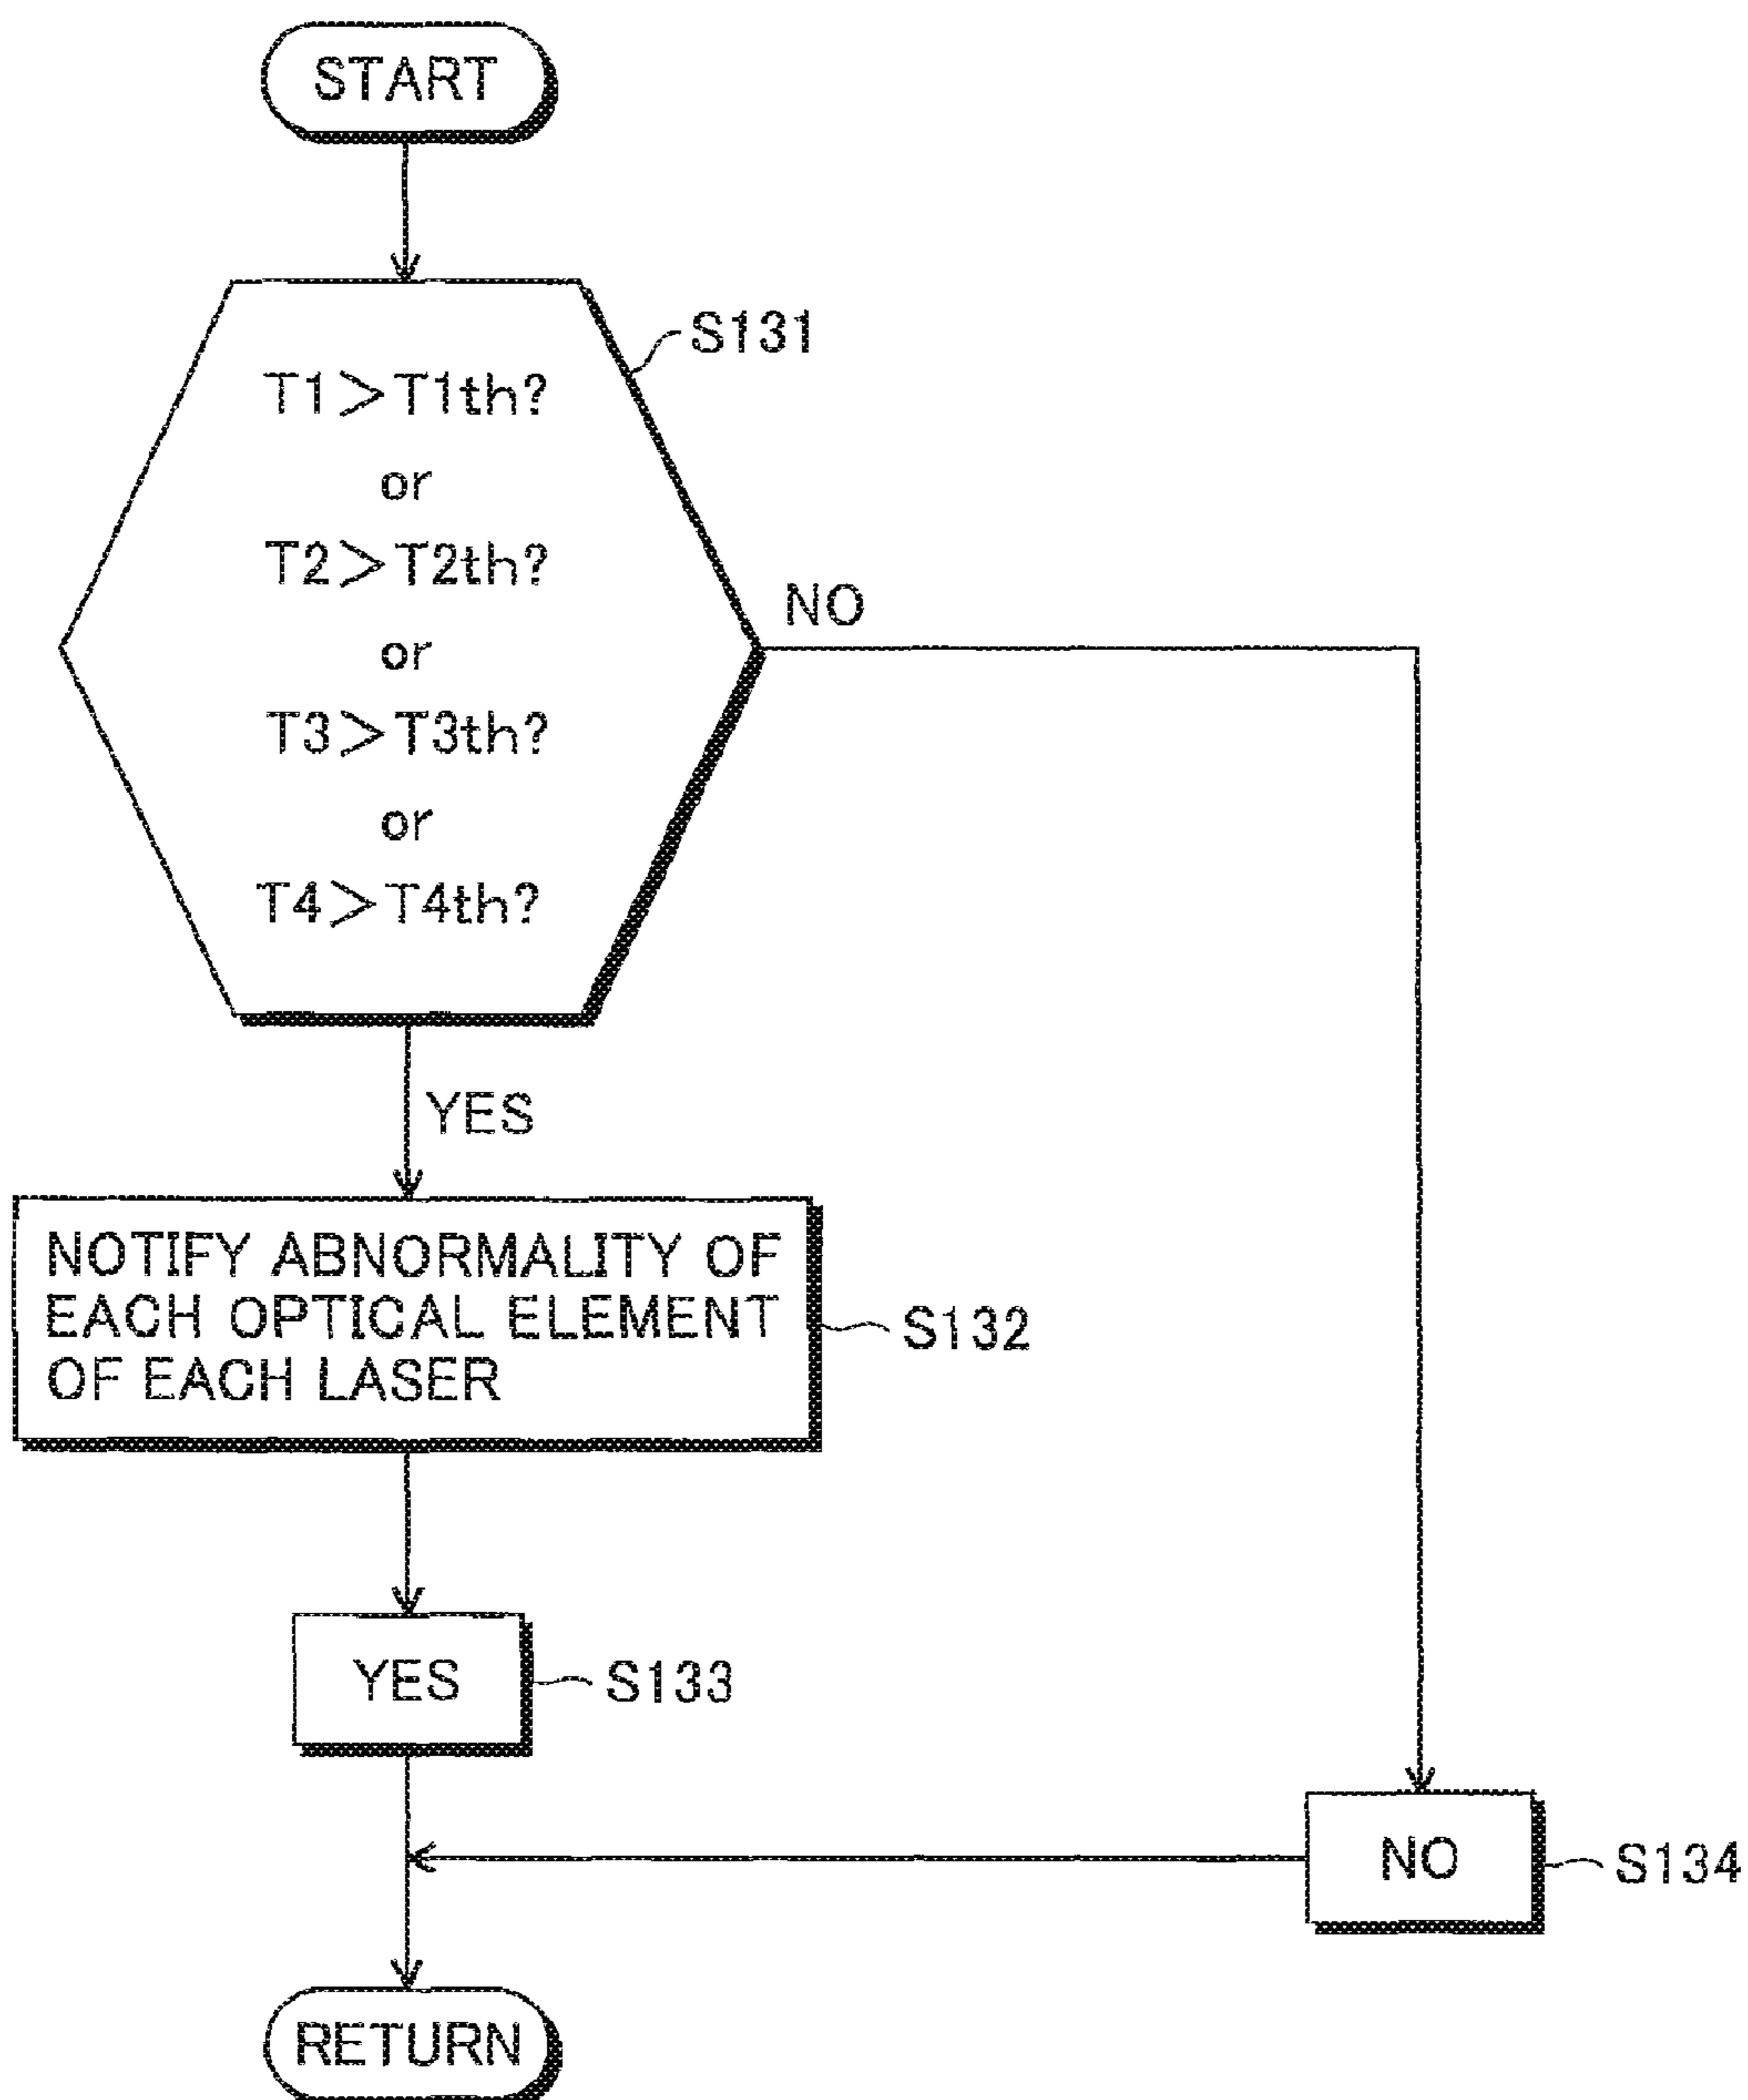 START
S131
T1>T1th?
or
T2>T2th?
NO
or
T3>T3th?
or
T4>T4th?
YES
NOTIFY ABNORMALITY OF
EACH OPTICAL ELEMENT
OF EACH LASER
S132
YES
S133
NO
S134
RETURN